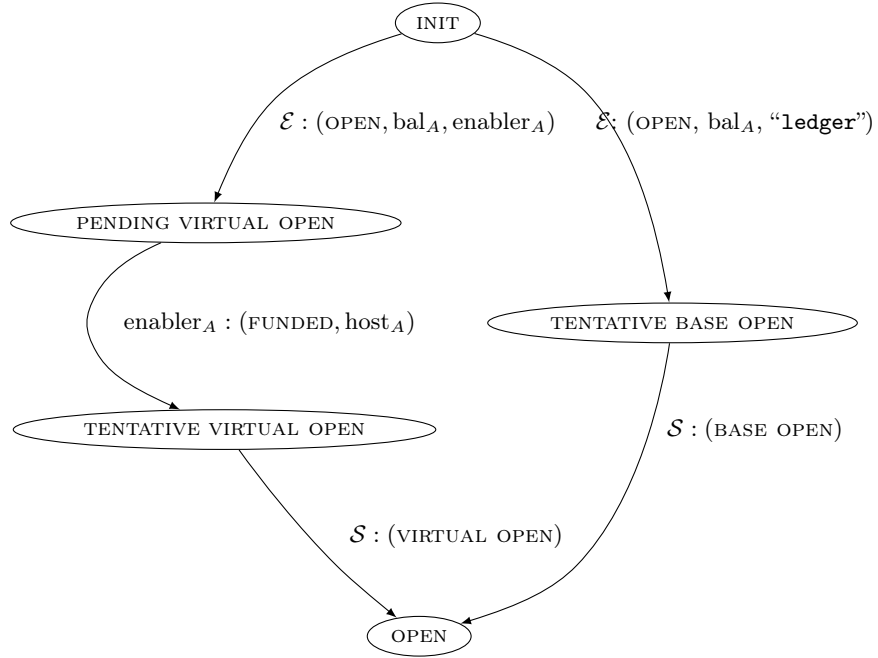 INIT
ℰ : (OPEN, bal_A, enabler_A)
ℰ: (OPEN, bal_A, “ledger”)
PENDING VIRTUAL OPEN
enabler_A : (FUNDED, host_A)
TENTATIVE BASE OPEN
TENTATIVE VIRTUAL OPEN
𝒮 : (BASE OPEN)
𝒮 : (VIRTUAL OPEN)
OPEN